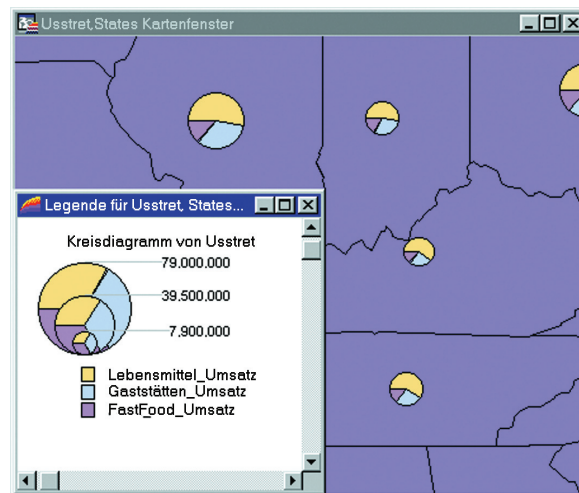 Usstret,States Kartenfenster
Legende für Usstret, States...
Kreisdiagramm von Usstret
79.000.000
39.500.000
7.900.000
Lebensmittel_Umsatz
Gaststätten_Umsatz
FastFood_Umsatz